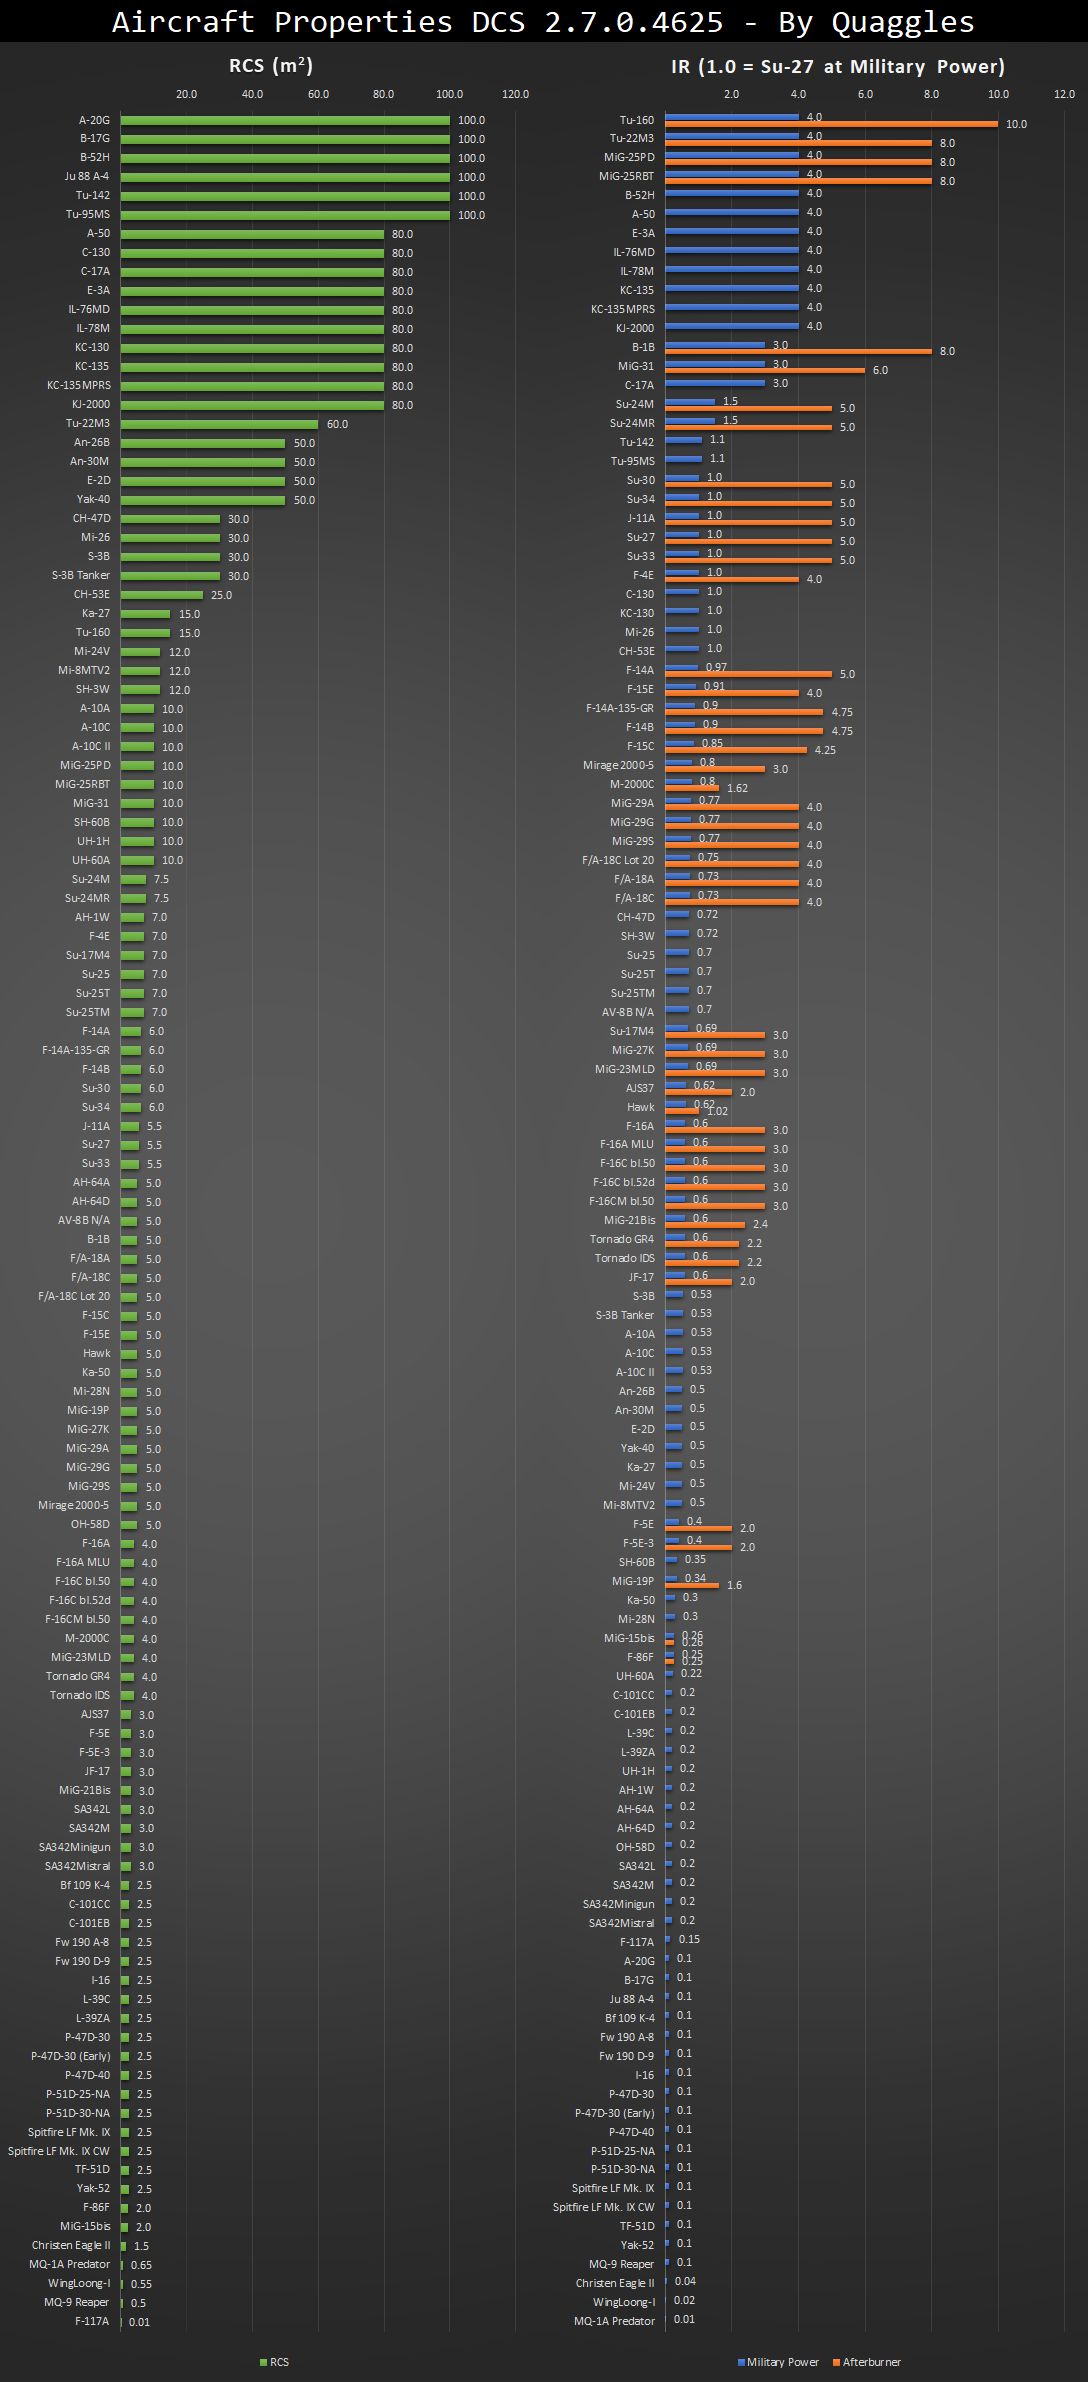 Aircraft Properties DCS 2.7.0.4625 - By Quaggles
RCS (m²)
20.0 40.0 60.0 80.0 100.0 120.0
A-20G 100.0
B-17G 100.0
B-52H 100.0
Ju 88 A-4 100.0
Tu-142 100.0
Tu-95MS 100.0
A-50 80.0
C-130 80.0
C-17A 80.0
E-3A 80.0
IL-76MD 80.0
IL-78M 80.0
KC-130 80.0
KC-135 80.0
KC-135MPRS 80.0
KJ-2000 80.0
Tu-22M3 60.0
An-26B 50.0
An-30M 50.0
E-2D 50.0
Yak-40 50.0
CH-47D 30.0
Mi-26 30.0
S-3B 30.0
S-3B Tanker 30.0
CH-53E 25.0
Ka-27 15.0
Tu-160 15.0
Mi-24V 12.0
Mi-8MTV2 12.0
SH-3W 12.0
A-10A 10.0
A-10C 10.0
A-10C II 10.0
MiG-25PD 10.0
MiG-25RBT 10.0
MiG-31 10.0
SH-60B 10.0
UH-1H 10.0
UH-60A 10.0
Su-24M 7.5
Su-24MR 7.5
AH-1W 7.0
F-4E 7.0
Su-17M4 7.0
Su-25 7.0
Su-25T 7.0
Su-25TM 7.0
F-14A 6.0
F-14A-135-GR 6.0
F-14B 6.0
Su-30 6.0
Su-34 6.0
J-11A 5.5
Su-27 5.5
Su-33 5.5
AH-64A 5.0
AH-64D 5.0
AV-8B N/A 5.0
B-1B 5.0
F/A-18A 5.0
F/A-18C 5.0
F/A-18C Lot 20 5.0
F-15C 5.0
F-15E 5.0
Hawk 5.0
Ka-50 5.0
Mi-28N 5.0
MiG-19P 5.0
MiG-27K 5.0
MiG-29A 5.0
MiG-29G 5.0
MiG-29S 5.0
Mirage 2000-5 5.0
OH-58D 5.0
F-16A 4.0
F-16A MLU 4.0
F-16C bl.50 4.0
F-16C bl.52d 4.0
F-16CM bl.50 4.0
M-2000C 4.0
MiG-23MLD 4.0
Tornado GR4 4.0
Tornado IDS 4.0
AJS37 3.0
F-5E 3.0
F-5E-3 3.0
JF-17 3.0
MiG-21Bis 3.0
SA342L 3.0
SA342M 3.0
SA342Minigun 3.0
SA342Mistral 3.0
Bf 109 K-4 2.5
C-101CC 2.5
C-101EB 2.5
Fw 190 A-8 2.5
Fw 190 D-9 2.5
I-16 2.5
L-39C 2.5
L-39ZA 2.5
P-47D-30 2.5
P-47D-30 (Early) 2.5
P-47D-40 2.5
P-51D-25-NA 2.5
P-51D-30-NA 2.5
Spitfire LF Mk. IX 2.5
Spitfire LF Mk. IX CW 2.5
TF-51D 2.5
Yak-52 2.5
F-86F 2.0
MiG-15bis 2.0
Christen Eagle II 1.5
MQ-1A Predator 0.65
WingLoong-I 0.55
MQ-9 Reaper 0.5
F-117A 0.01
RCS
IR (1.0 = Su-27 at Military Power)
2.0 4.0 6.0 8.0 10.0 12.0
Tu-160 4.0 10.0
Tu-22M3 4.0 8.0
MiG-25PD 4.0 8.0
MiG-25RBT 4.0 8.0
B-52H 4.0
A-50 4.0
E-3A 4.0
IL-76MD 4.0
IL-78M 4.0
KC-135 4.0
KC-135MPRS 4.0
KJ-2000 4.0
B-1B 3.0 8.0
MiG-31 3.0 6.0
C-17A 3.0
Su-24M 1.5 5.0
Su-24MR 1.5 5.0
Tu-142 1.1
Tu-95MS 1.1
Su-30 1.0 5.0
Su-34 1.0 5.0
J-11A 1.0 5.0
Su-27 1.0 5.0
Su-33 1.0 5.0
F-4E 1.0 4.0
C-130 1.0
KC-130 1.0
Mi-26 1.0
CH-53E 1.0
F-14A 0.97 5.0
F-15E 0.91 4.0
F-14A-135-GR 0.9 4.75
F-14B 0.9 4.75
F-15C 0.85 4.25
Mirage 2000-5 0.8 3.0
M-2000C 0.8 1.62
MiG-29A 0.77 4.0
MiG-29G 0.77 4.0
MiG-29S 0.77 4.0
F/A-18C Lot 20 0.75 4.0
F/A-18A 0.73 4.0
F/A-18C 0.73 4.0
CH-47D 0.72
SH-3W 0.72
Su-25 0.7
Su-25T 0.7
Su-25TM 0.7
AV-8B N/A 0.7
Su-17M4 0.69 3.0
MiG-27K 0.69 3.0
MiG-23MLD 0.69 3.0
AJS37 0.62 2.0
Hawk 0.62 1.02
F-16A 0.6 3.0
F-16A MLU 0.6 3.0
F-16C bl.50 0.6 3.0
F-16C bl.52d 0.6 3.0
F-16CM bl.50 0.6 3.0
MiG-21Bis 0.6 2.4
Tornado GR4 0.6 2.2
Tornado IDS 0.6 2.2
JF-17 0.6 2.0
S-3B 0.53
S-3B Tanker 0.53
A-10A 0.53
A-10C 0.53
A-10C II 0.53
An-26B 0.5
An-30M 0.5
E-2D 0.5
Yak-40 0.5
Ka-27 0.5
Mi-24V 0.5
Mi-8MTV2 0.5
F-5E 0.4 2.0
F-5E-3 0.4 2.0
SH-60B 0.35
MiG-19P 0.34 1.6
Ka-50 0.3
Mi-28N 0.3
MiG-15bis 0.26 0.26
F-86F 0.25 0.25
UH-60A 0.22
C-101CC 0.2
C-101EB 0.2
L-39C 0.2
L-39ZA 0.2
UH-1H 0.2
AH-1W 0.2
AH-64A 0.2
AH-64D 0.2
OH-58D 0.2
SA342L 0.2
SA342M 0.2
SA342Minigun 0.2
SA342Mistral 0.2
F-117A 0.15
A-20G 0.1
B-17G 0.1
Ju 88 A-4 0.1
Bf 109 K-4 0.1
Fw 190 A-8 0.1
Fw 190 D-9 0.1
I-16 0.1
P-47D-30 0.1
P-47D-30 (Early) 0.1
P-47D-40 0.1
P-51D-25-NA 0.1
P-51D-30-NA 0.1
Spitfire LF Mk. IX 0.1
Spitfire LF Mk. IX CW 0.1
TF-51D 0.1
Yak-52 0.1
MQ-9 Reaper 0.1
Christen Eagle II 0.04
WingLoong-I 0.02
MQ-1A Predator 0.01
Military Power Afterburner